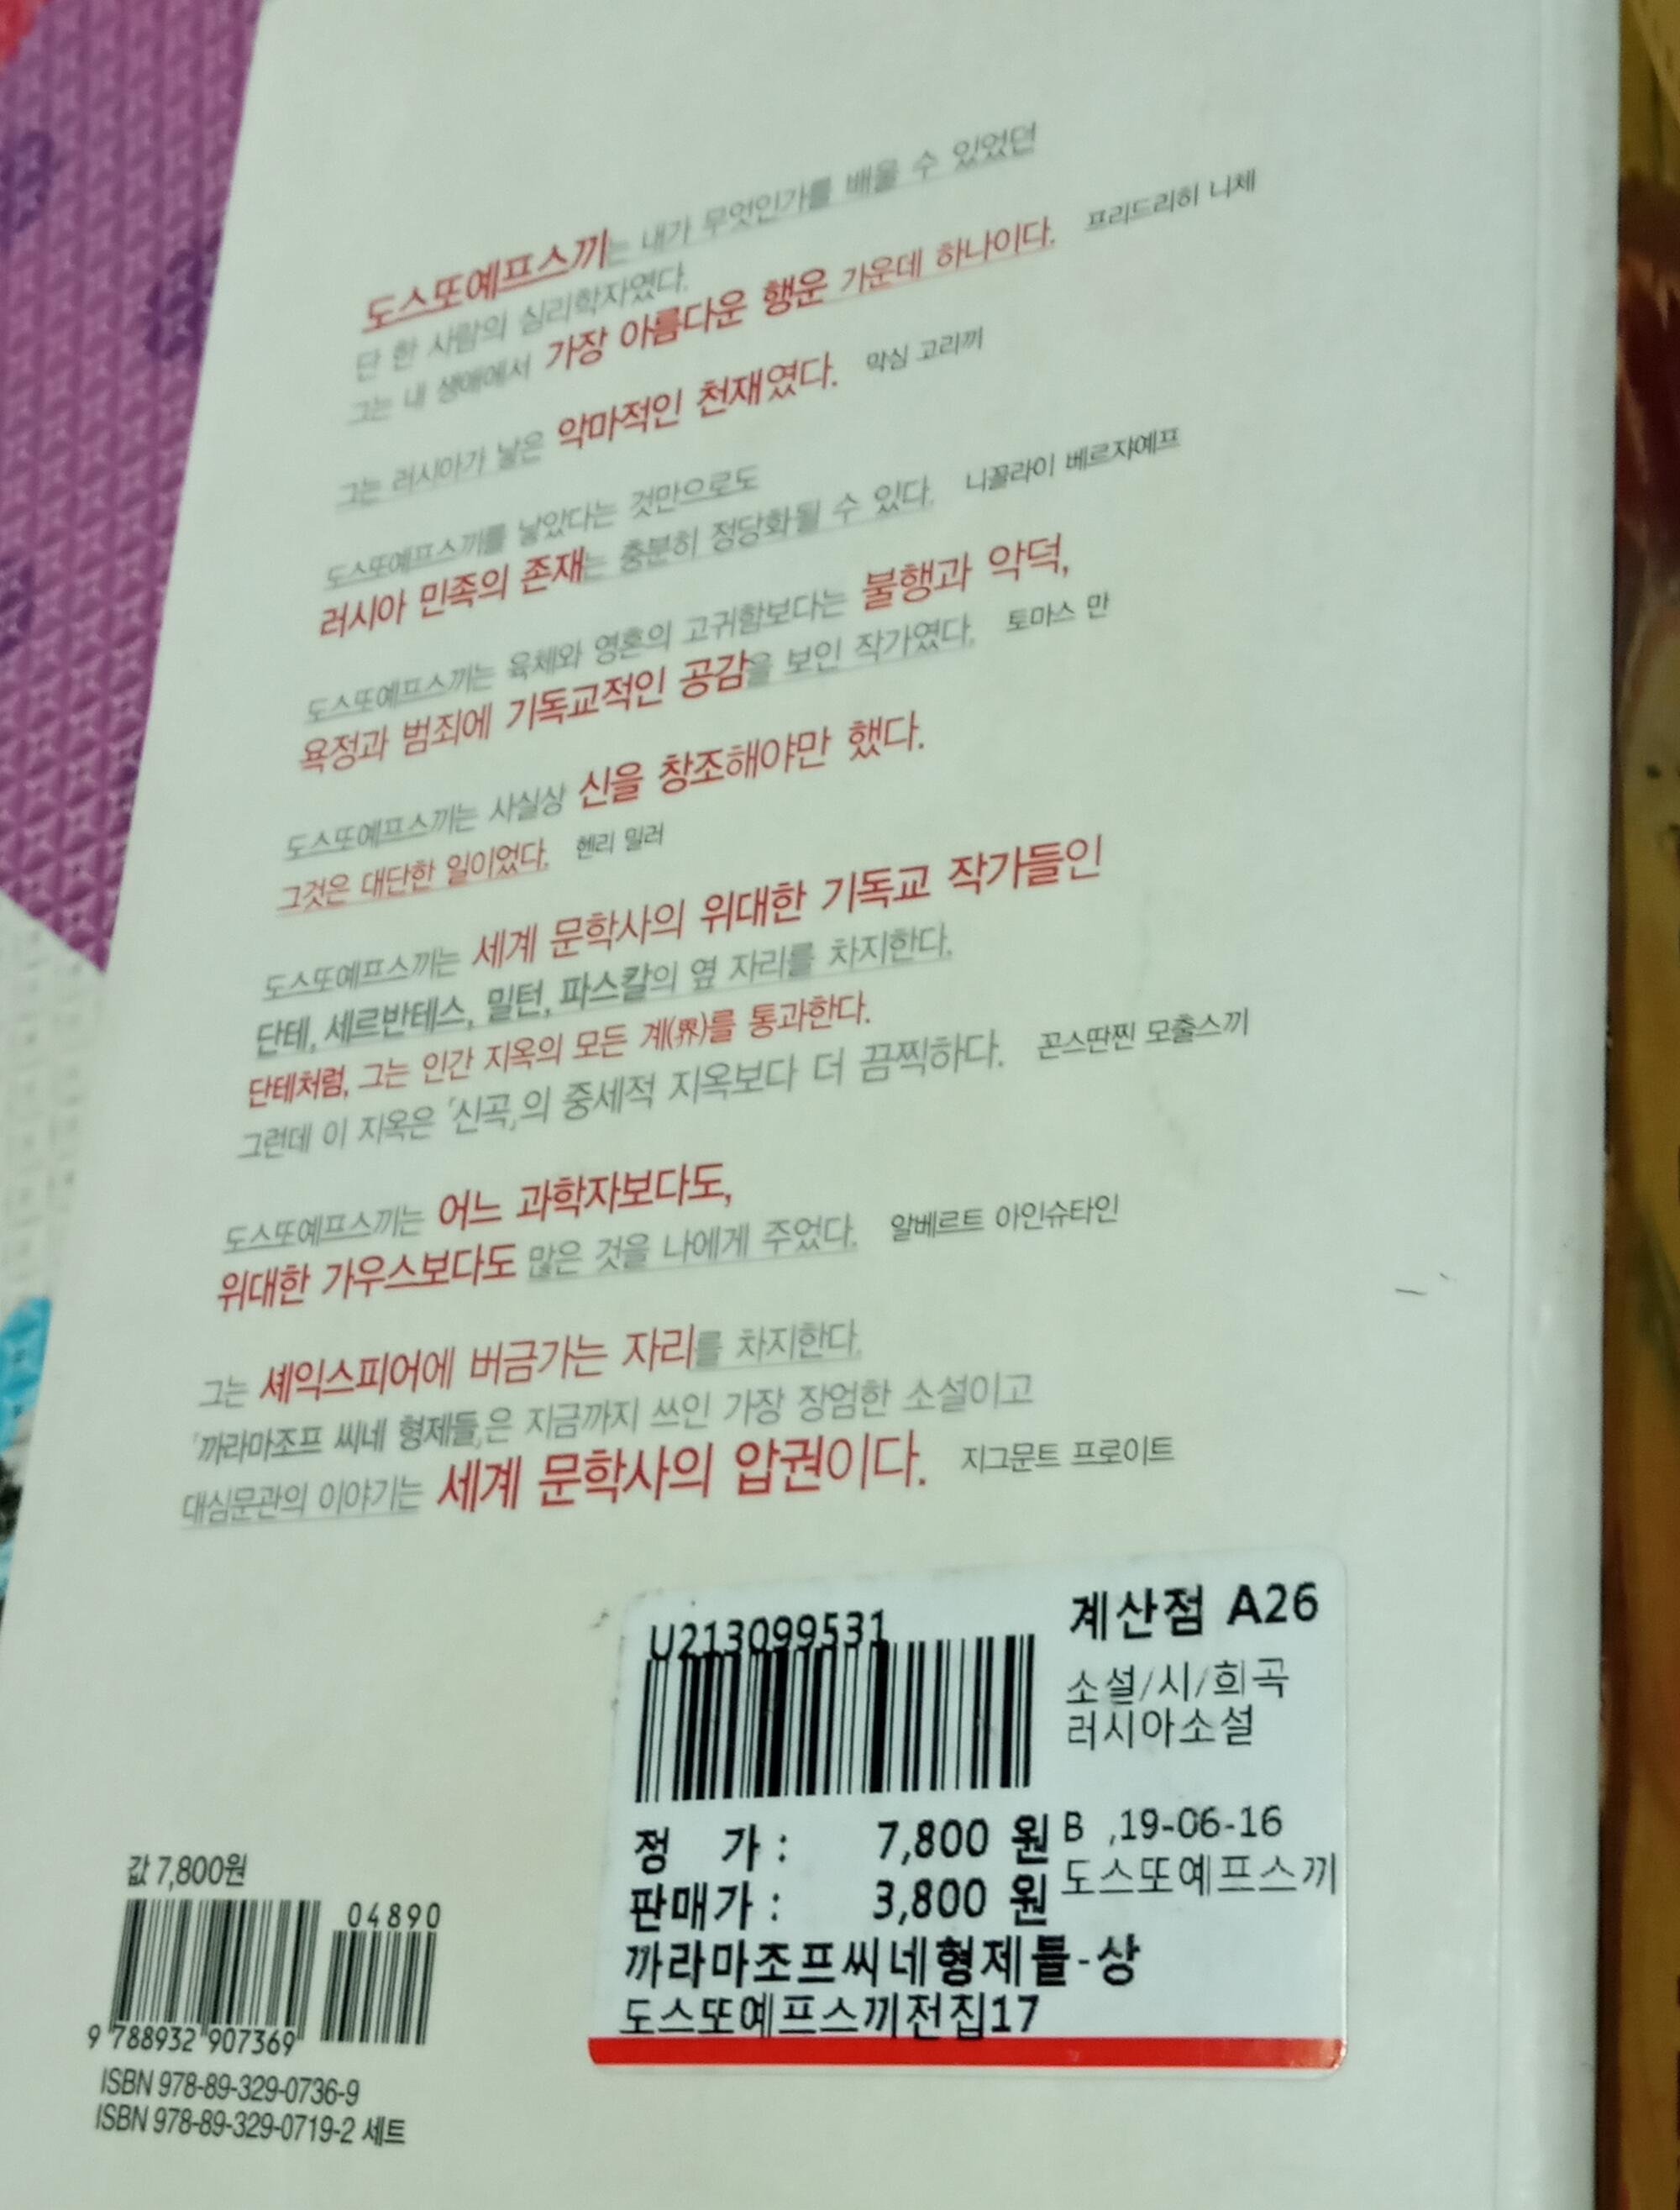 도스또예프스끼는 내가 무엇인가를 배울 수 있었던
단 한 사람의 심리학자였다.
그는 내 생애에서 가장 아름다운 행운 가운데 하나이다. 프리드리히 니체
그는 러시아가 낳은 악마적인 천재였다. 막심 고리끼
도스또예프스끼를 낳았다는 것만으로도
러시아 민족의 존재는 충분히 정당화될 수 있다. 니꼴라이 베르쟈예프
도스또예프스끼는 육체와 영혼의 고귀함보다는 불행과 악덕,
욕정과 범죄에 기독교적인 공감을 보인 작가였다. 토마스 만
도스또예프스끼는 사실상 신을 창조해야만 했다.
그것은 대단한 일이었다. 헨리 밀러
도스또예프스끼는 세계 문학사의 위대한 기독교 작가들인
단테, 세르반테스, 밀턴, 파스칼의 옆 자리를 차지한다.
단테처럼, 그는 인간 지옥의 모든 계(界)를 통과한다.
그런데 이 지옥은 「신곡」의 중세적 지옥보다 더 끔찍하다. 꼰스딴찐 모출스끼
도스또예프스끼는 어느 과학자보다도,
위대한 가우스보다도 많은 것을 나에게 주었다. 알베르트 아인슈타인
그는 셰익스피어에 버금가는 자리를 차지한다.
「까라마조프 씨네 형제들」은 지금까지 쓰인 가장 장엄한 소설이고
대심문관의 이야기는 세계 문학사의 압권이다. 지그문트 프로이트
U213099531
계산점 A26
소설/시/희곡
러시아소설
정 가 : 7,800 원
B ,19-06-16
판매가 : 3,800 원
도스또예프스끼
까라마조프씨네형제들-상
도스또예프스끼전집17
값 7,800원
04890
9 788932 907369
ISBN 978-89-329-0736-9
ISBN 978-89-329-0719-2 세트